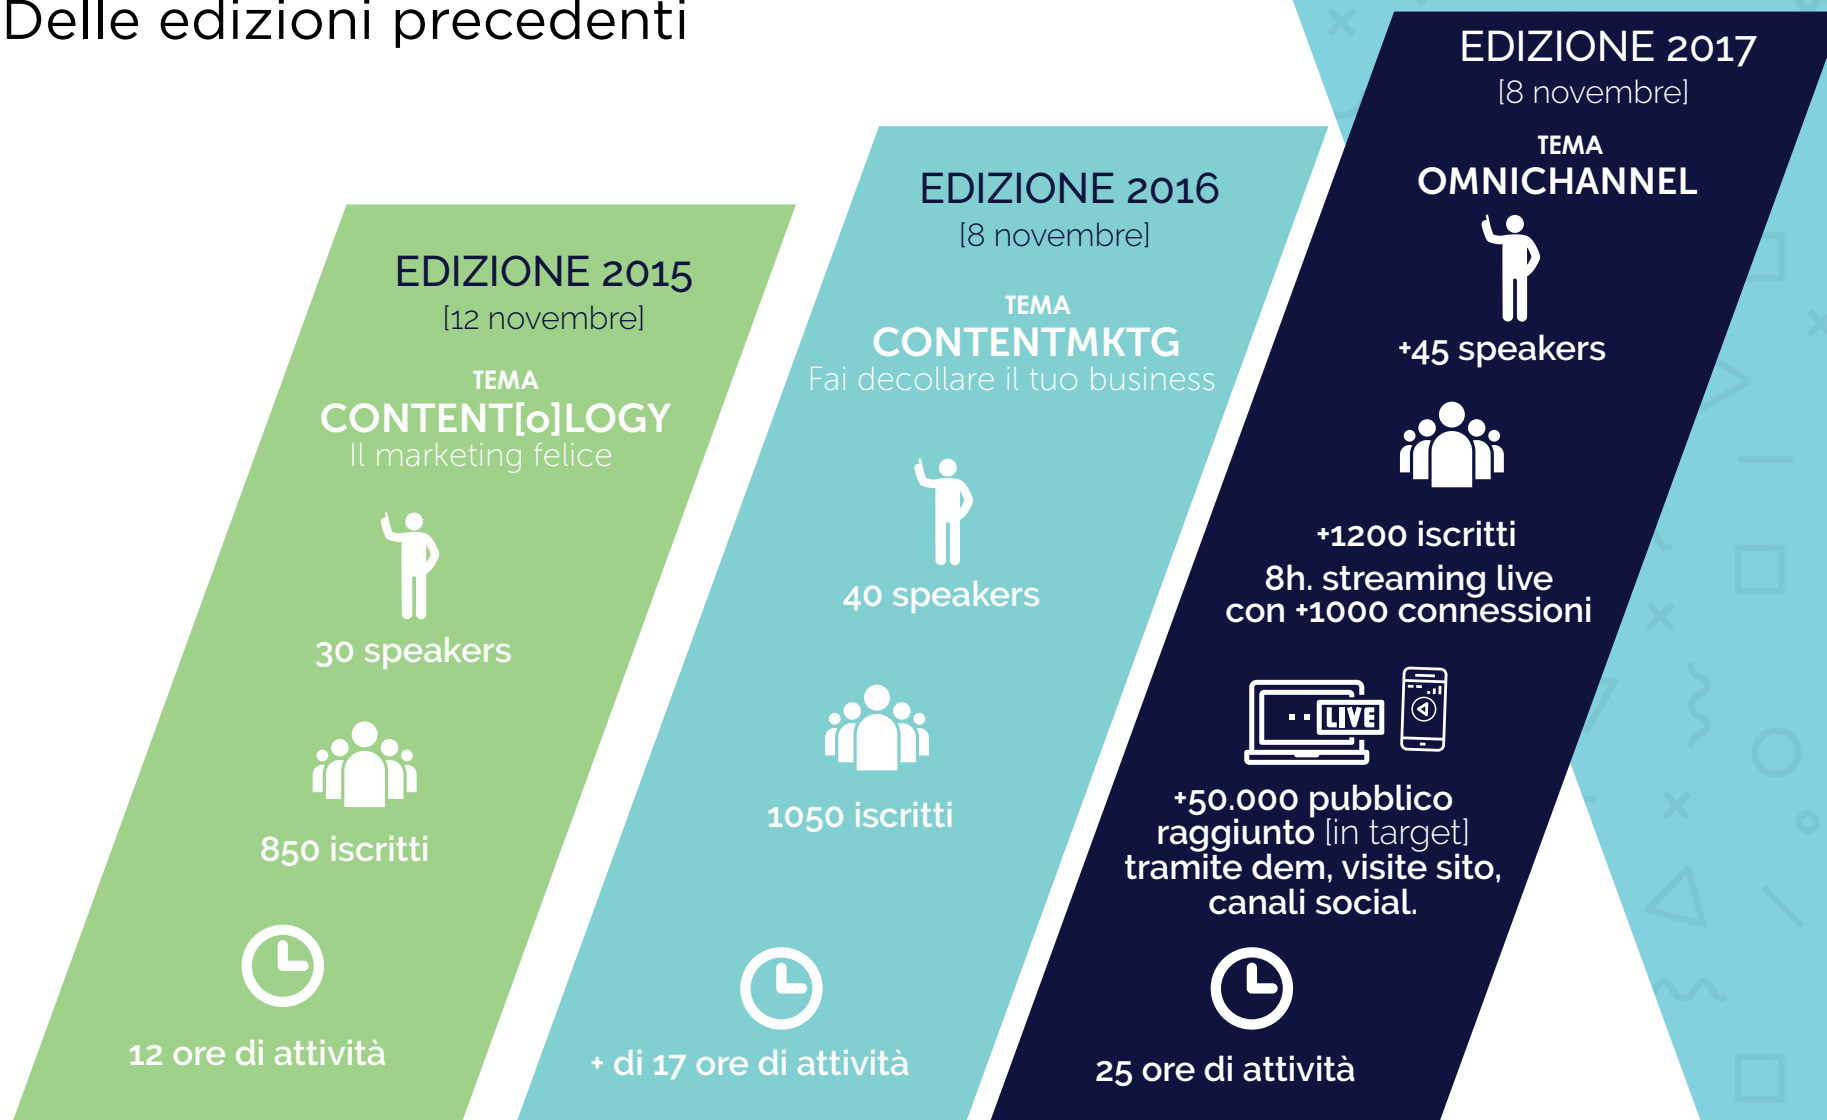 Delle edizioni precedenti
EDIZIONE 2015
[12 novembre]
TEMA
CONTENT[o]LOGY
Il marketing felice
30 speakers
850 iscritti
12 ore di attività
EDIZIONE 2016
[8 novembre]
TEMA
CONTENTMKTG
Fai decollare il tuo business
40 speakers
1050 iscritti
+ di 17 ore di attività
EDIZIONE 2017
[8 novembre]
TEMA
OMNICHANNEL
+45 speakers
+1200 iscritti
8h. streaming live
con +1000 connessioni
LIVE
+50.000 pubblico
raggiunto [in target]
tramite dem, visite sito,
canali social.
25 ore di attività